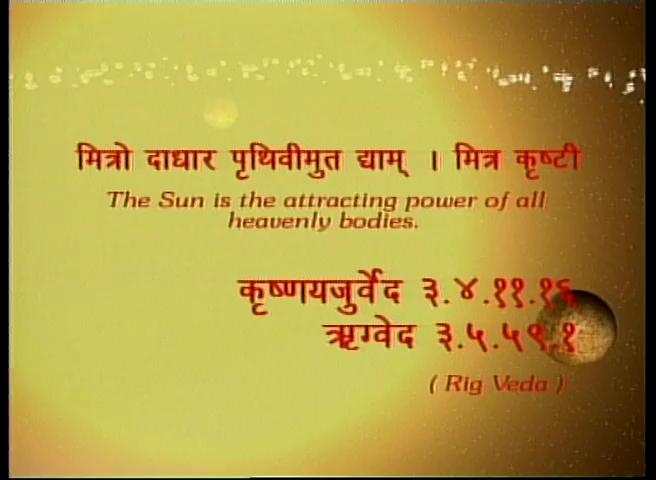 मित्रो दाधार पृथिवीमुत द्याम् । मित्र कृष्टी
The Sun is the attracting power of all
heavenly bodies.
कृष्णयजुर्वेद ३.४.११.१६
ऋग्वेद ३.५.५९.१
( Rig Veda )